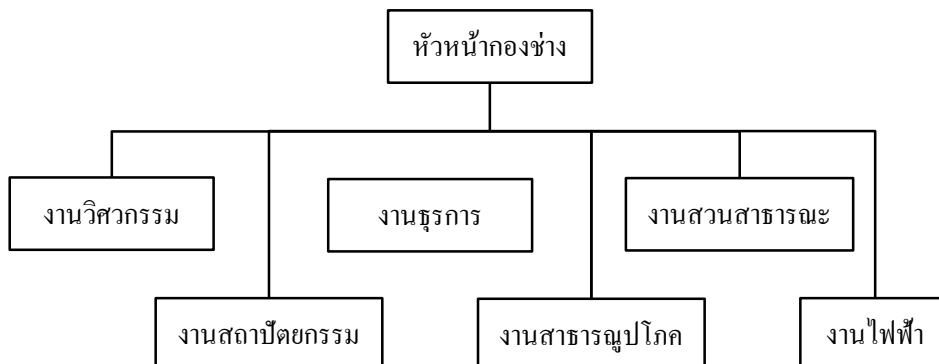 หัวหน้ากองช่าง
งานวิศวกรรม
งานธุรการ
งานสวนสาธารณะ
งานสถาปัตยกรรม
งานสาธารณูปโภค
งานไฟฟ้า